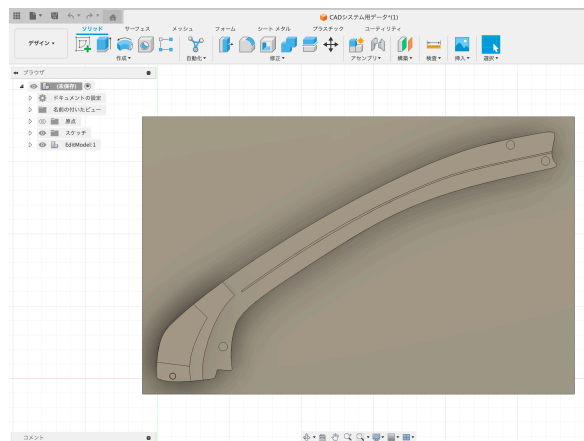 CADシステム用データ*(1)
ソリッド サーフェス メッシュ フォーム シート メタル プラスチック ユーティリティ
デザイン▾
作成▾ 自動化▾ 修正▾ アセンブリ▾ 構築▾ 検査▾ 挿入▾ 選択▾
ブラウザ
(未保存)
ドキュメントの設定
名前の付いたビュー
原点
スケッチ
EditModel:1
コメント